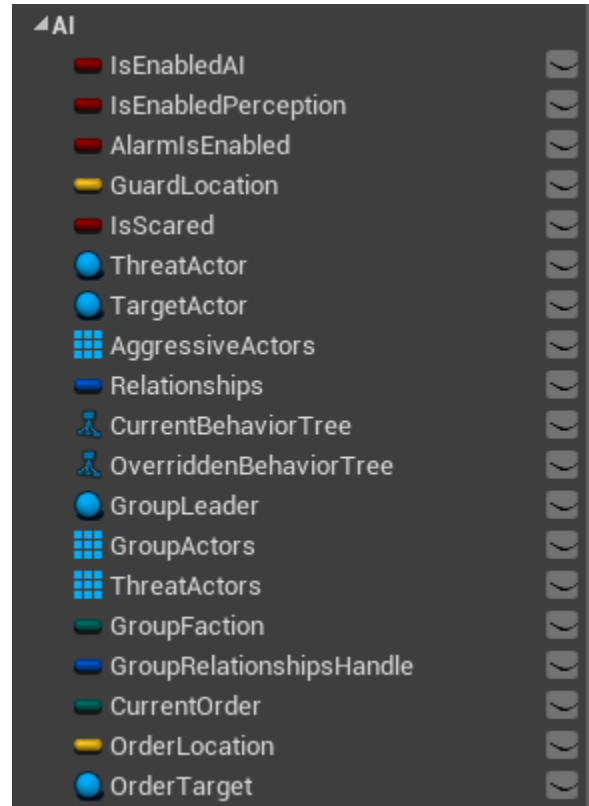 AI
IsEnabledAI
IsEnabledPerception
AlarmIsEnabled
GuardLocation
IsScared
ThreatActor
TargetActor
AggressiveActors
Relationships
CurrentBehaviorTree
OverriddenBehaviorTree
GroupLeader
GroupActors
ThreatActors
GroupFaction
GroupRelationshipsHandle
CurrentOrder
OrderLocation
OrderTarget